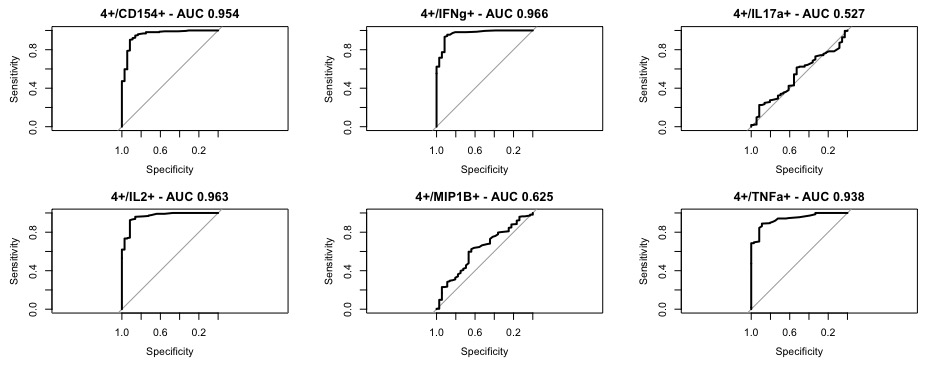 4+/CD154+ - AUC 0.954
Sensitivity
0.0 0.4 0.8
1.0 0.6 0.2
Specificity
4+/IFNg+ - AUC 0.966
Sensitivity
0.0 0.4 0.8
1.0 0.6 0.2
Specificity
4+/IL17a+ - AUC 0.527
Sensitivity
0.0 0.4 0.8
1.0 0.6 0.2
Specificity
4+/IL2+ - AUC 0.963
Sensitivity
0.0 0.4 0.8
1.0 0.6 0.2
Specificity
4+/MIP1B+ - AUC 0.625
Sensitivity
0.0 0.4 0.8
1.0 0.6 0.2
Specificity
4+/TNFa+ - AUC 0.938
Sensitivity
0.0 0.4 0.8
1.0 0.6 0.2
Specificity